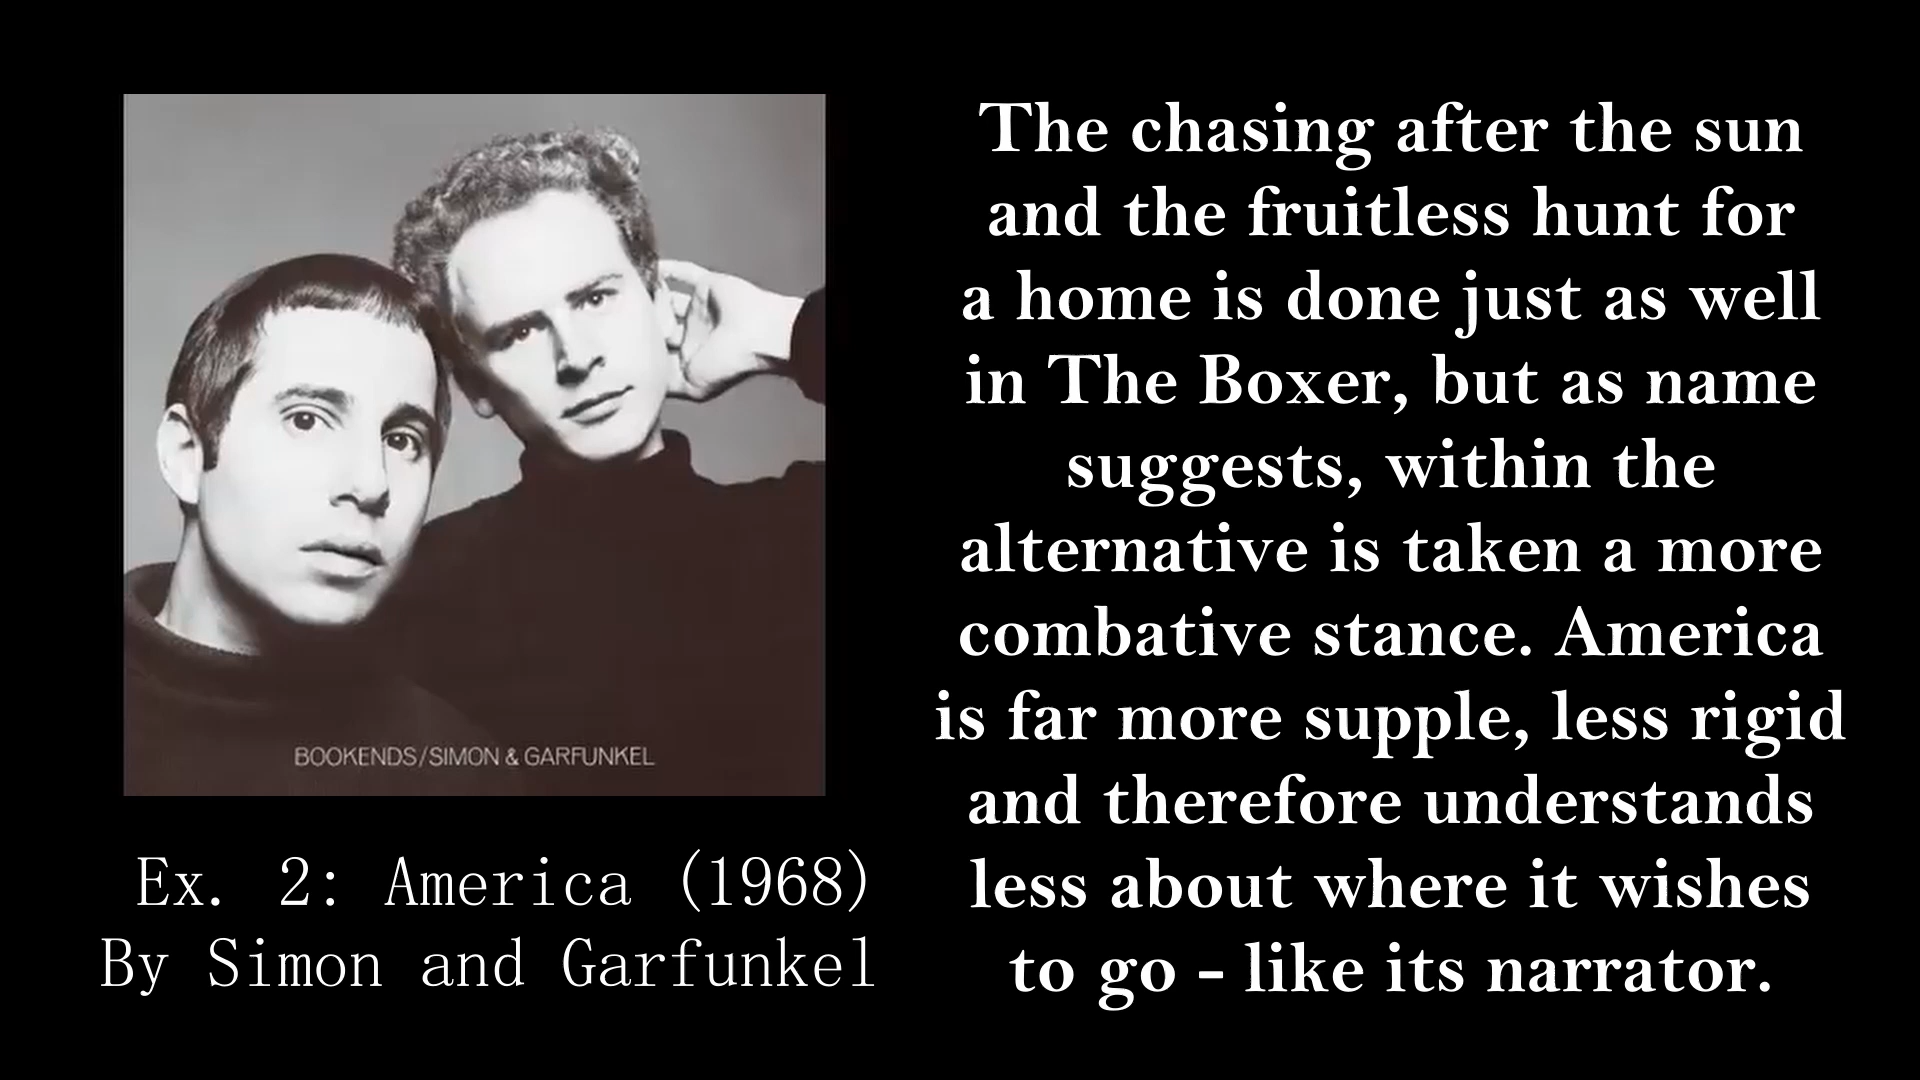 BOOKENDS/SIMON & GARFUNKEL
Ex. 2: America (1968)
By Simon and Garfunkel
The chasing after the sun
and the fruitless hunt for
a home is done just as well
in The Boxer, but as name
suggests, within the
alternative is taken a more
combative stance. America
is far more supple, less rigid
and therefore understands
less about where it wishes
to go - like its narrator.